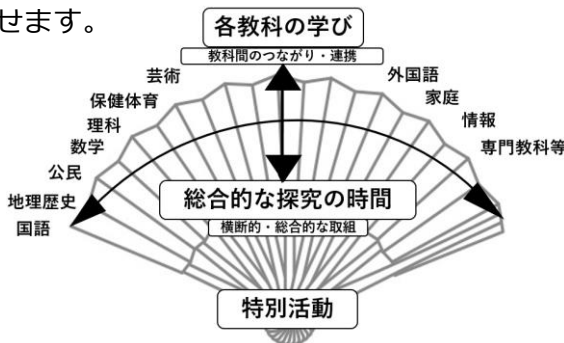 せます。
各教科の学び
教科間のつながり・連携
芸術
保健体育
理科
数学
公民
地理歴史
国語
外国語
家庭
情報
専門教科等
総合的な探究の時間
横断的・総合的な取組
特別活動